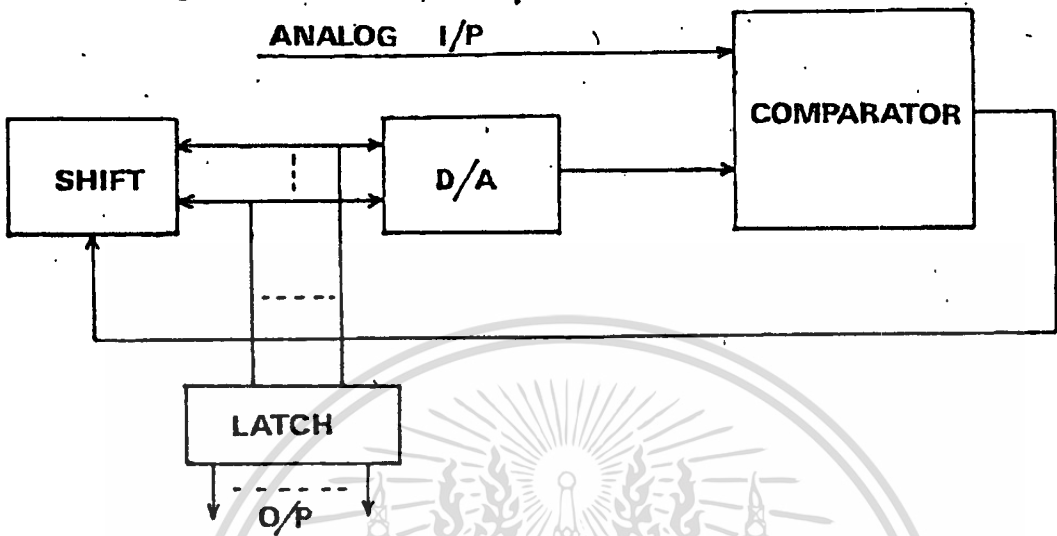 ANALOG I/P
COMPARATOR
SHIFT
D/A
LATCH
O/P